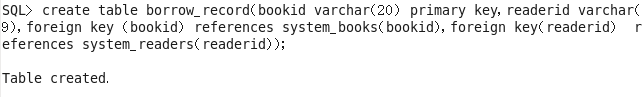 SQL> create table borrow_record(bookid varchar(20) primary key, readerid varchar(
9), foreign key (bookid) references system_books(bookid), foreign key(readerid)  r
eferences system_readers(readerid));
Table created.